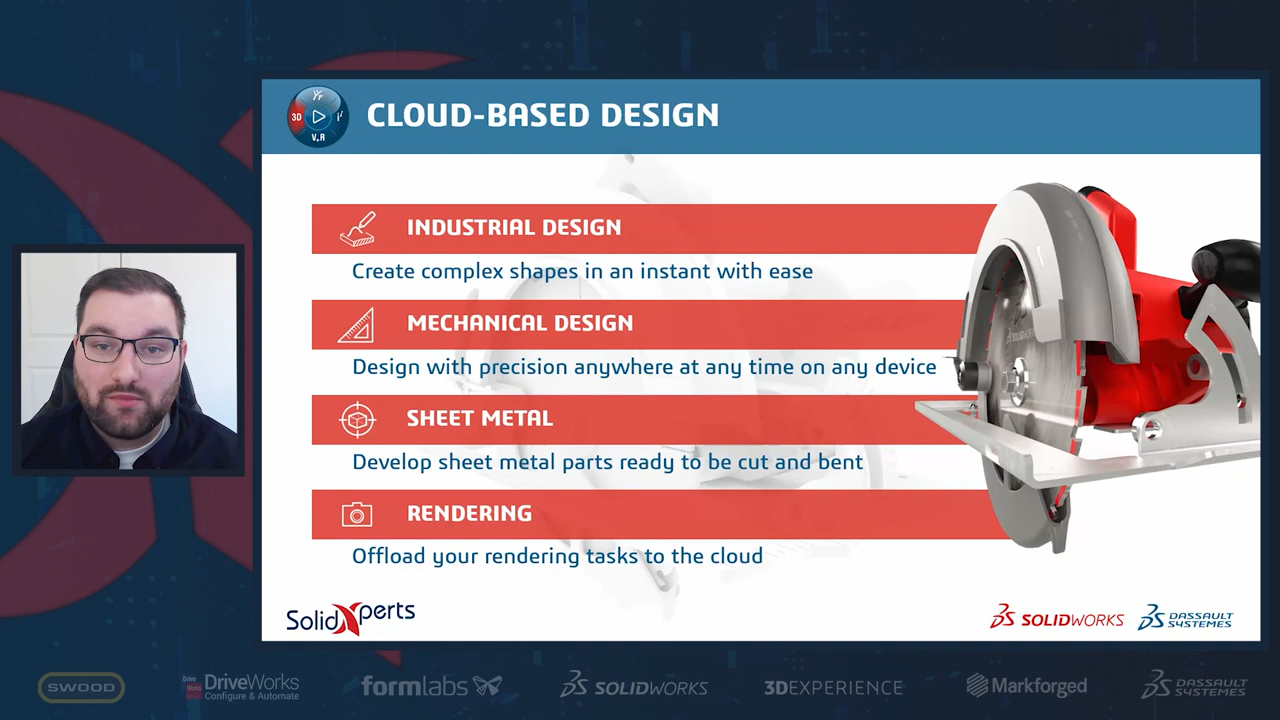 3D
V.R
CLOUD-BASED DESIGN
INDUSTRIAL DESIGN
Create complex shapes in an instant with ease
MECHANICAL DESIGN
Design with precision anywhere at any time on any device
SHEET METAL
Develop sheet metal parts ready to be cut and bent
RENDERING
Offload your rendering tasks to the cloud
SolidXperts
SOLIDWORKS
DASSAULT
SYSTEMES
SWOOD
Drive
Works
DriveWorks
Configure & Automate
formlabs
SOLIDWORKS
3DEXPERIENCE
Markforged
DASSAULT
SYSTEMES